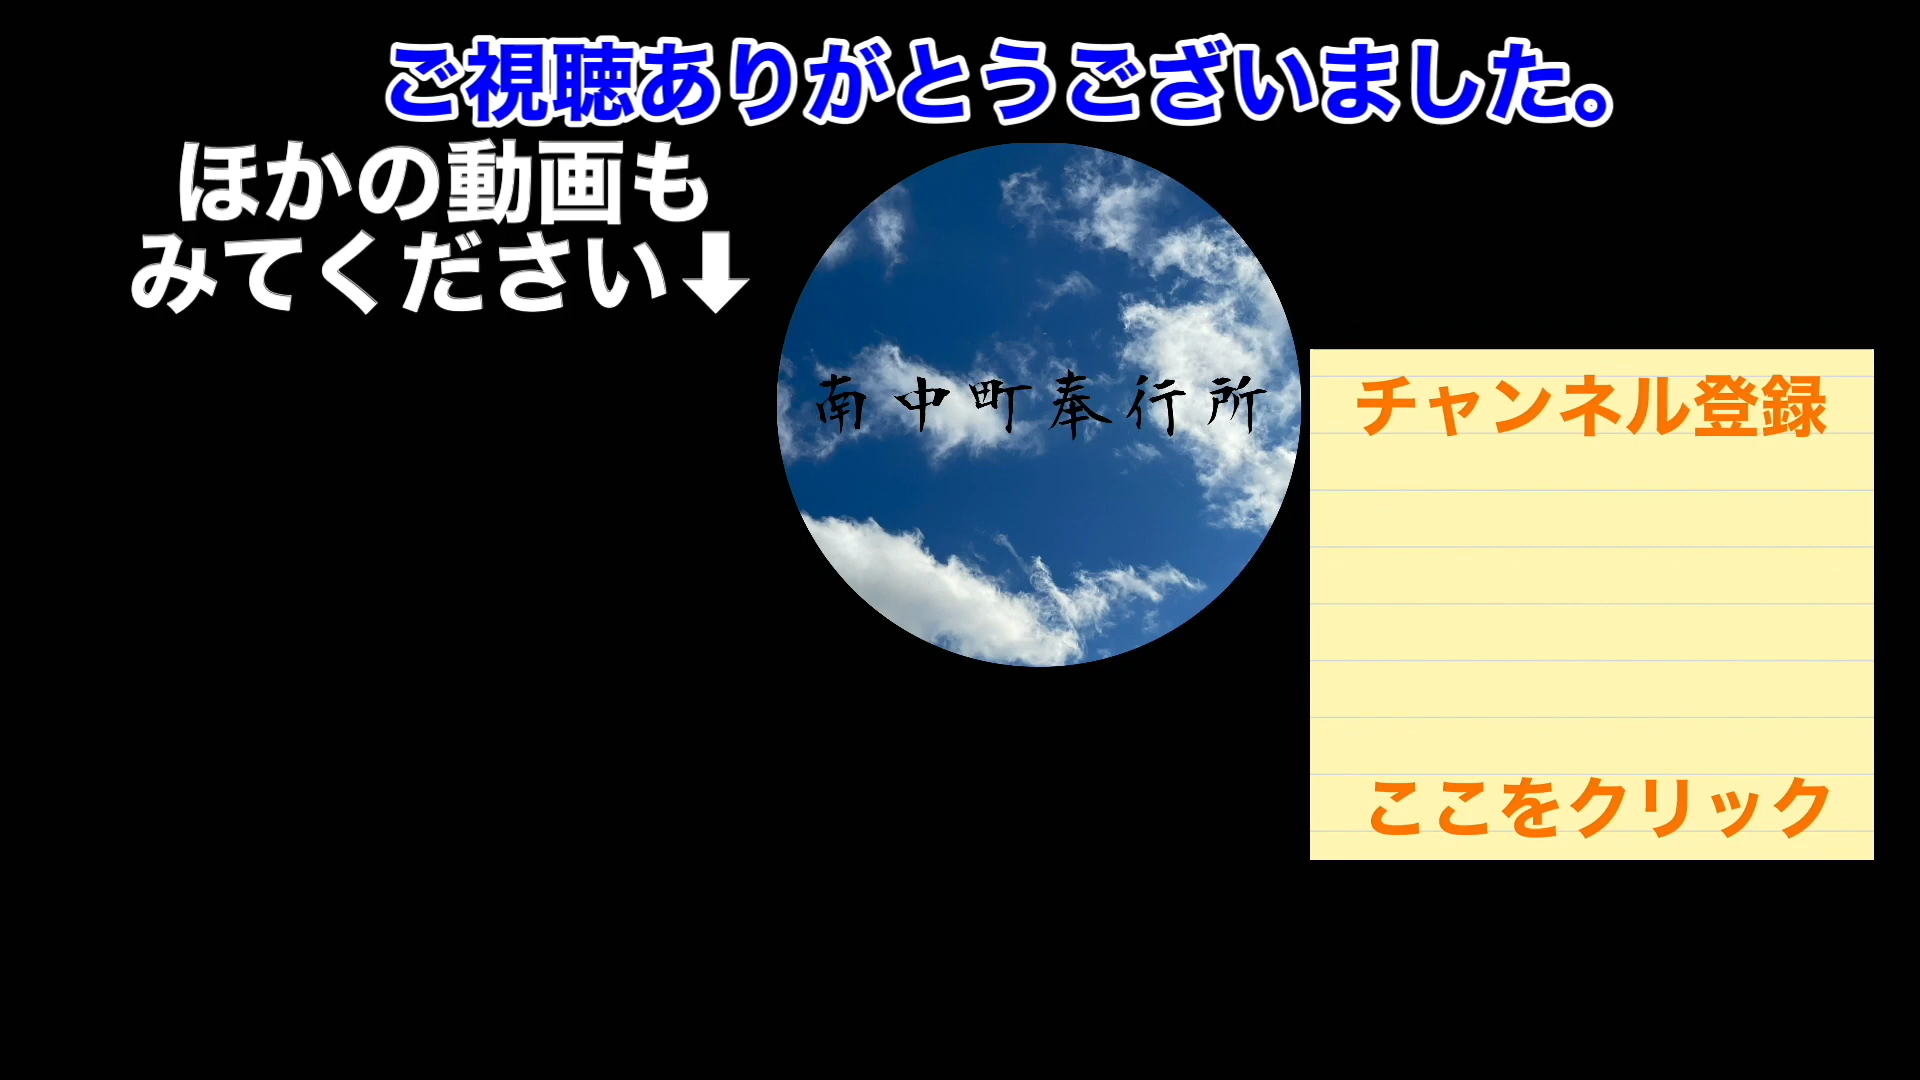 ご視聴ありがとうございました。
ほかの動画も
みてください⬇
南中町奉行所
チャンネル登録
ここをクリック